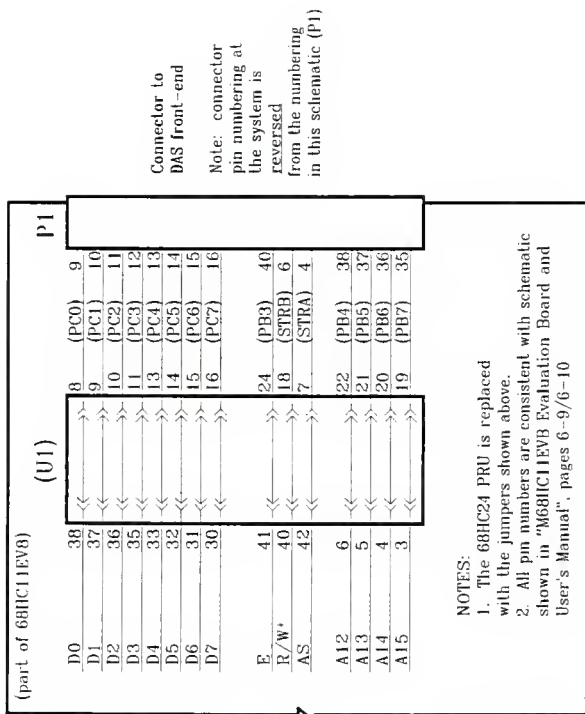 (part of 68HC11EVB)
(U1)
P1
D0 38 8 (PC0) 9
D1 37 9 (PC1) 10
D2 36 10 (PC2) 11
D3 35 11 (PC3) 12
D4 33 13 (PC4) 13
D5 32 14 (PC5) 14
D6 31 15 (PC6) 15
D7 30 16 (PC7) 16
E 41 24 (PB3) 40
R/W* 40 18 (STRB) 6
AS 42 7 (STRA) 4
A12 6 22 (PB4) 38
A13 5 21 (PB5) 37
A14 4 20 (PB6) 36
A15 3 19 (PB7) 35
Connector to
DAS front-end
Note: connector
pin numbering at
the system is
reversed
from the numbering
in this schematic (P1)
NOTES:
1. The 68HC24 PRU is replaced
with the jumpers shown above.
2. All pin numbers are consistent with schematic
shown in "M68HC11EVB Evaluation Board and
User's Manual", pages 6-9/6-10